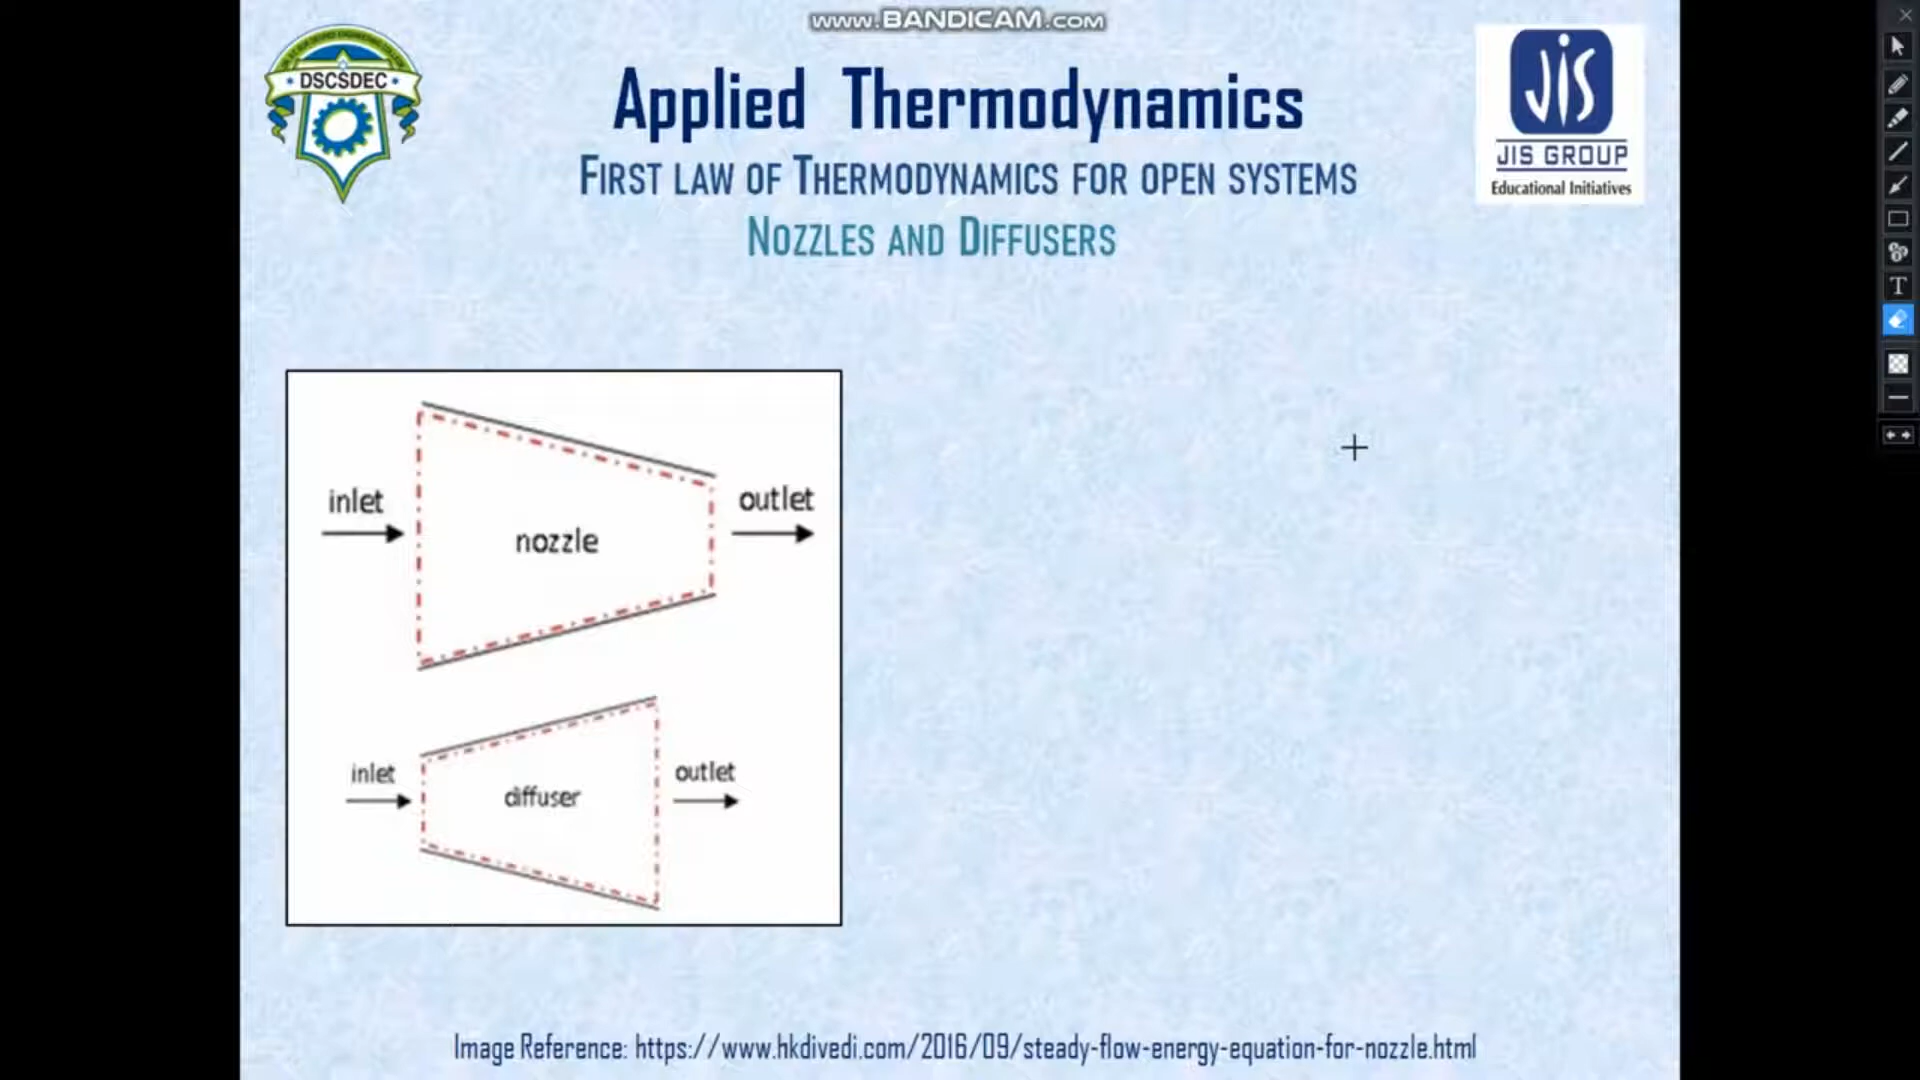 www.BANDICAM.com
DSCSDEC
Applied Thermodynamics
FIRST LAW OF THERMODYNAMICS FOR OPEN SYSTEMS
NOZZLES AND DIFFUSERS
JIS
JIS GROUP
Educational Initiatives
inlet
nozzle
outlet
inlet
diffuser
outlet
Image Reference: https://www.hkdivedi.com/2016/09/steady-flow-energy-equation-for-nozzle.html
T